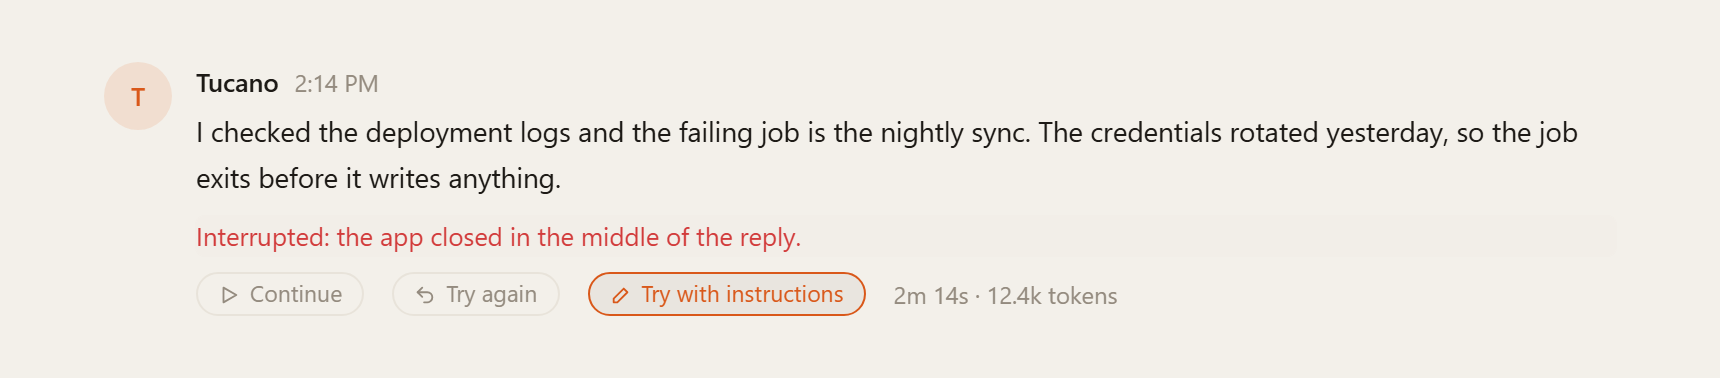 T
Tucano 2:14 PM
I checked the deployment logs and the failing job is the nightly sync. The credentials rotated yesterday, so the job
exits before it writes anything.
Interrupted: the app closed in the middle of the reply.
Continue Try again Try with instructions 2m 14s · 12.4k tokens